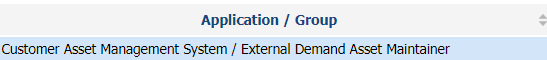 Application / Group
Customer Asset Management System / External Demand Asset Maintainer